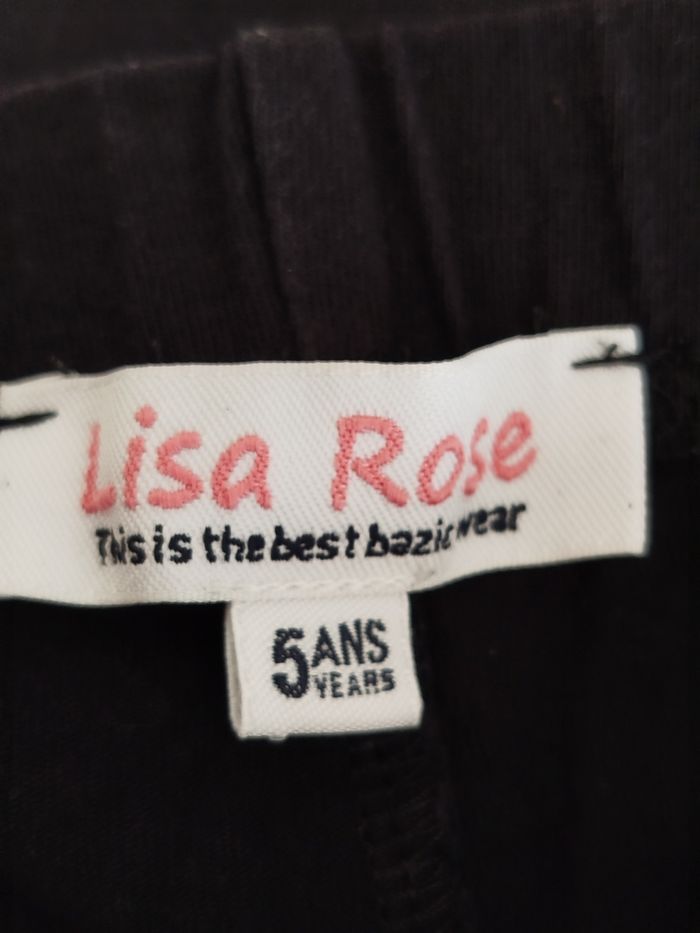 Lisa Rose
This is the best bazic wear
5 ANS
YEARS